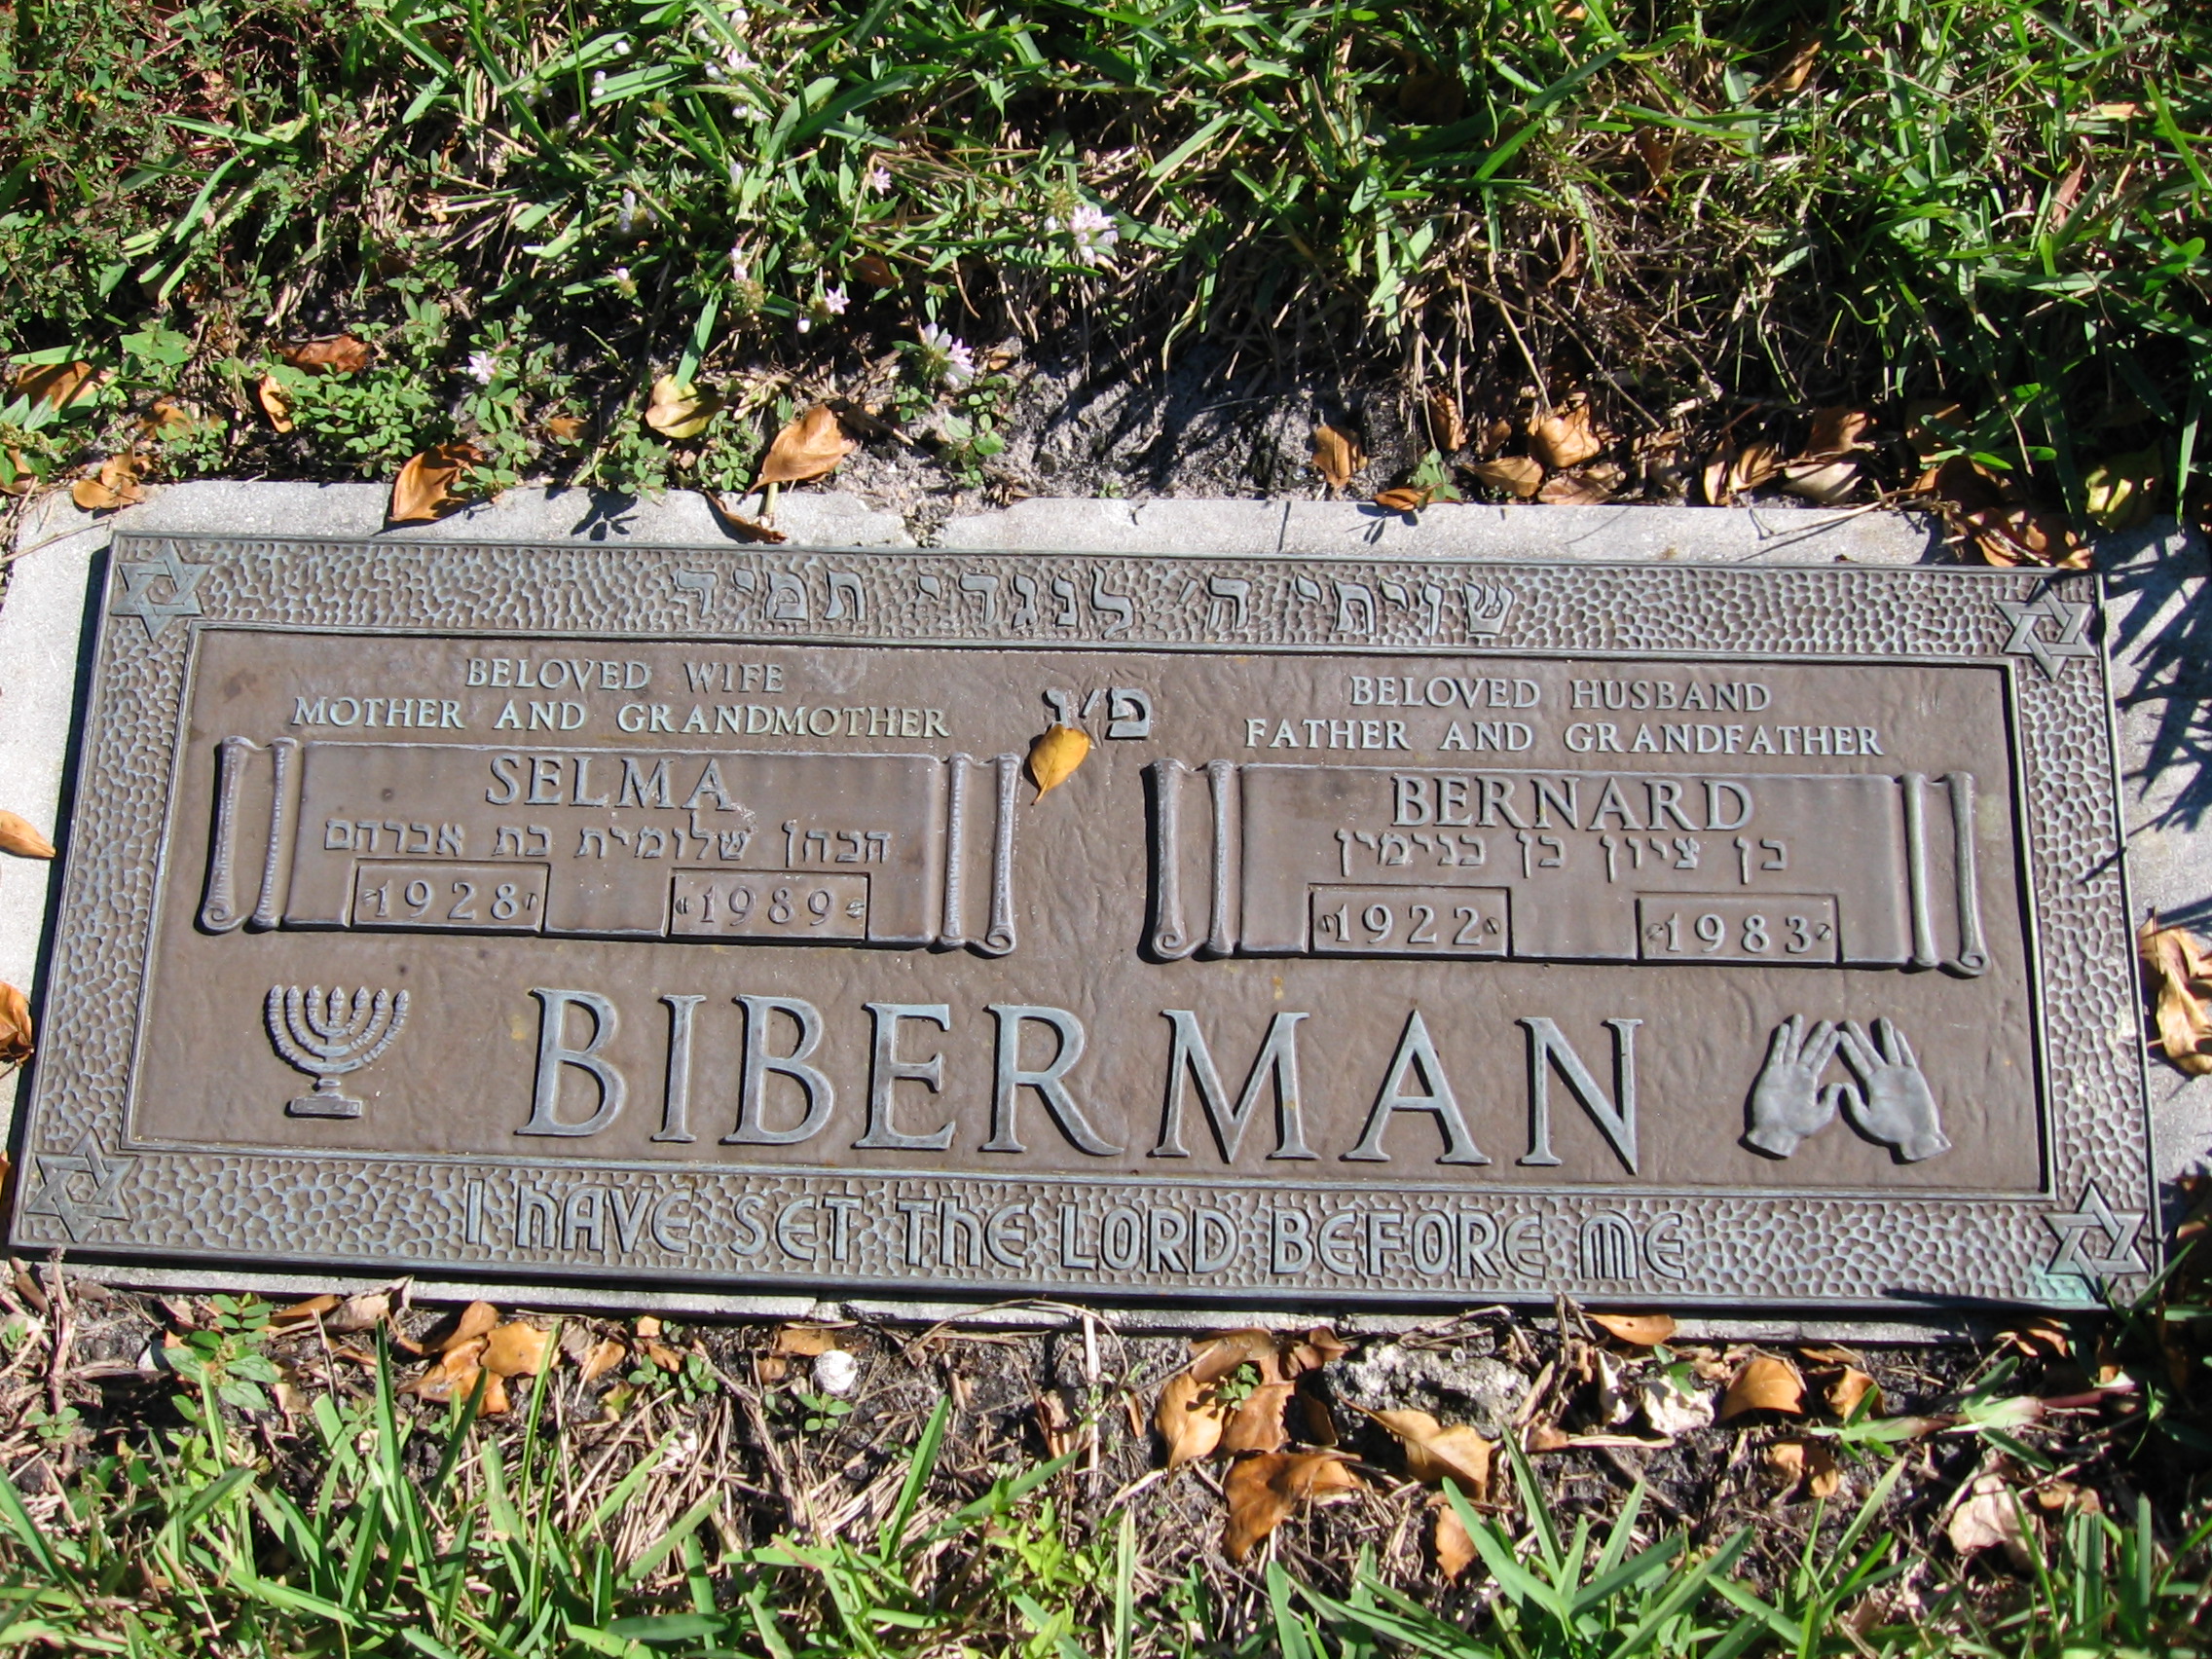 שויתי ה׳ לנגדי תמיד
פ׳נ
BELOVED WIFE
MOTHER AND GRANDMOTHER
SELMA
הכהן שלומית בת אברהם
1928 1989
BELOVED HUSBAND
FATHER AND GRANDFATHER
BERNARD
בן ציון בן בנימין
1922 1983
BIBERMAN
I HAVE SET THE LORD BEFORE ME